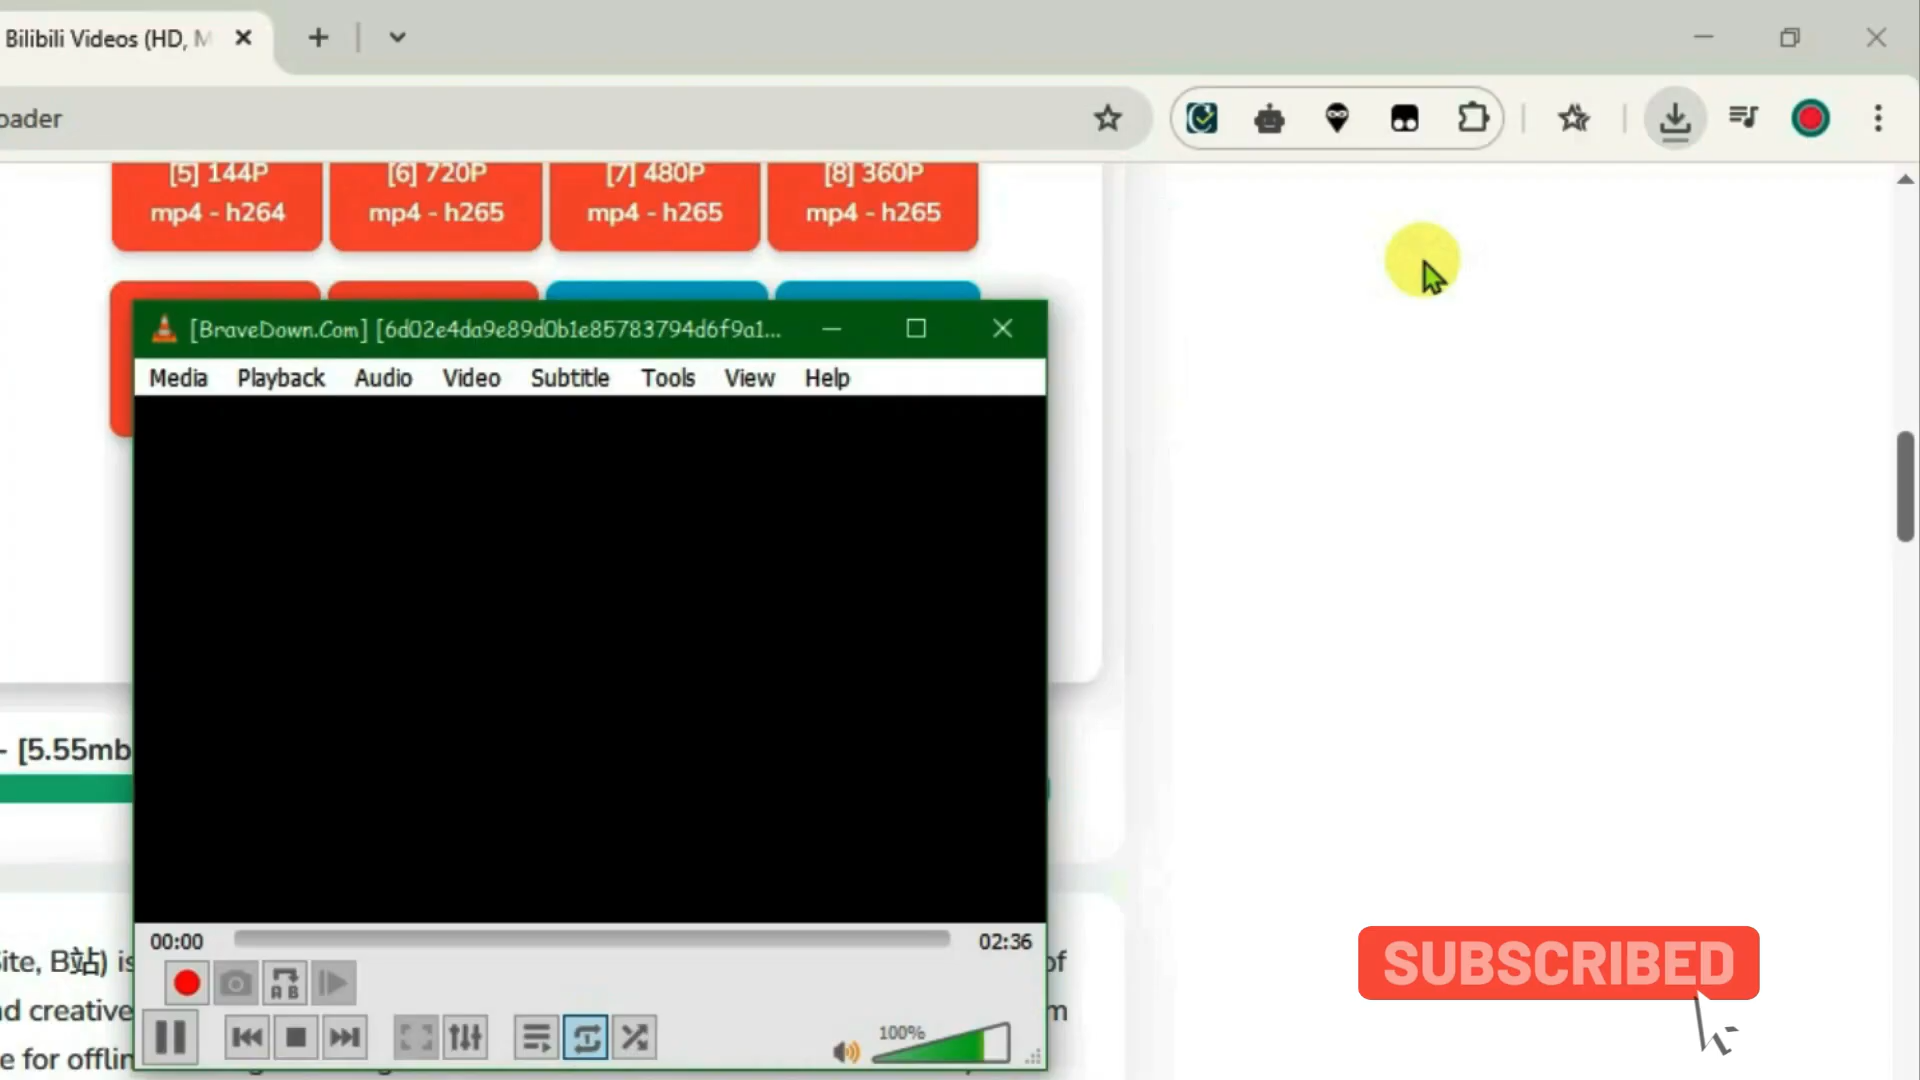 Bilibili Videos (HD, M
oader
[5] 144P
mp4 - h264
[6] 720P
mp4 - h265
[7] 480P
mp4 - h265
[8] 360P
mp4 - h265
[BraveDown.Com] [6d02e4da9e89d0b1e85783794d6f9a1...
Media Playback Audio Video Subtitle Tools View Help
- [5.55mb
00:00
02:36
ite, B站) is
of
nd creative
m
e for offlin
A B
100%
SUBSCRIBED